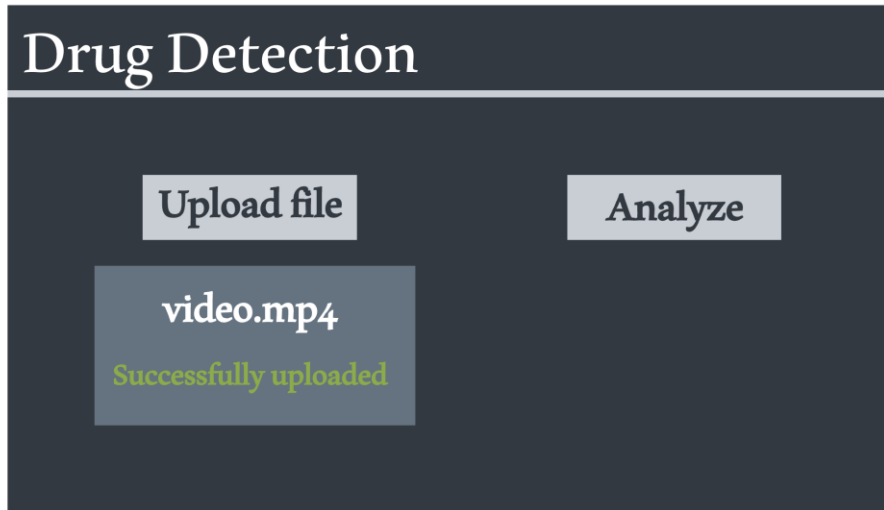 Drug Detection
Upload file
Analyze
video.mp4
Successfully uploaded